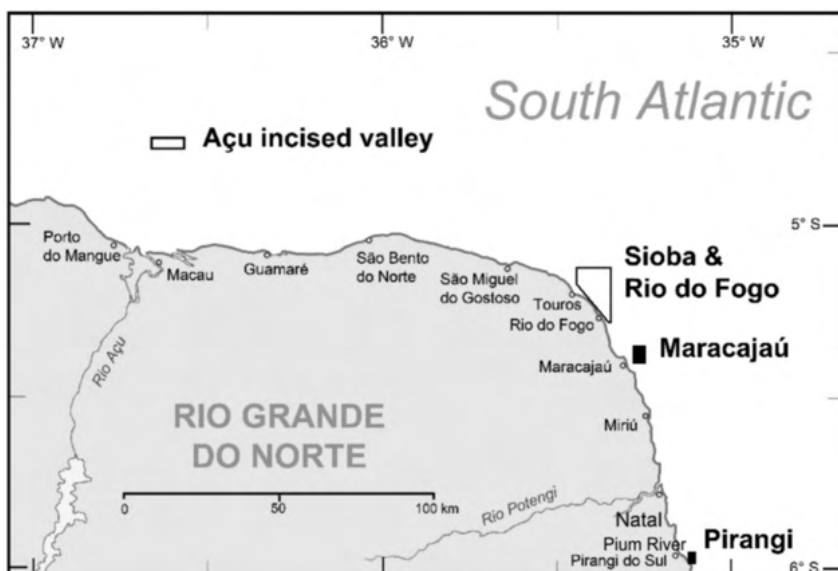 37° W
36° W
35° W
South Atlantic
Açu incised valley
5° S
Porto
do Mangue
Macau
Guamaré
São Bento
do Norte
São Miguel
do Gostoso
Touros
Rio do Fogo
Sioba &
Rio do Fogo
Maracajaú
Maracajaú
Rio Açu
RIO GRANDE
DO NORTE
Miriú
0 50 100 km
Rio Potengi
Natal
Pium River
Pirangi do Sul
Pirangi
6° S